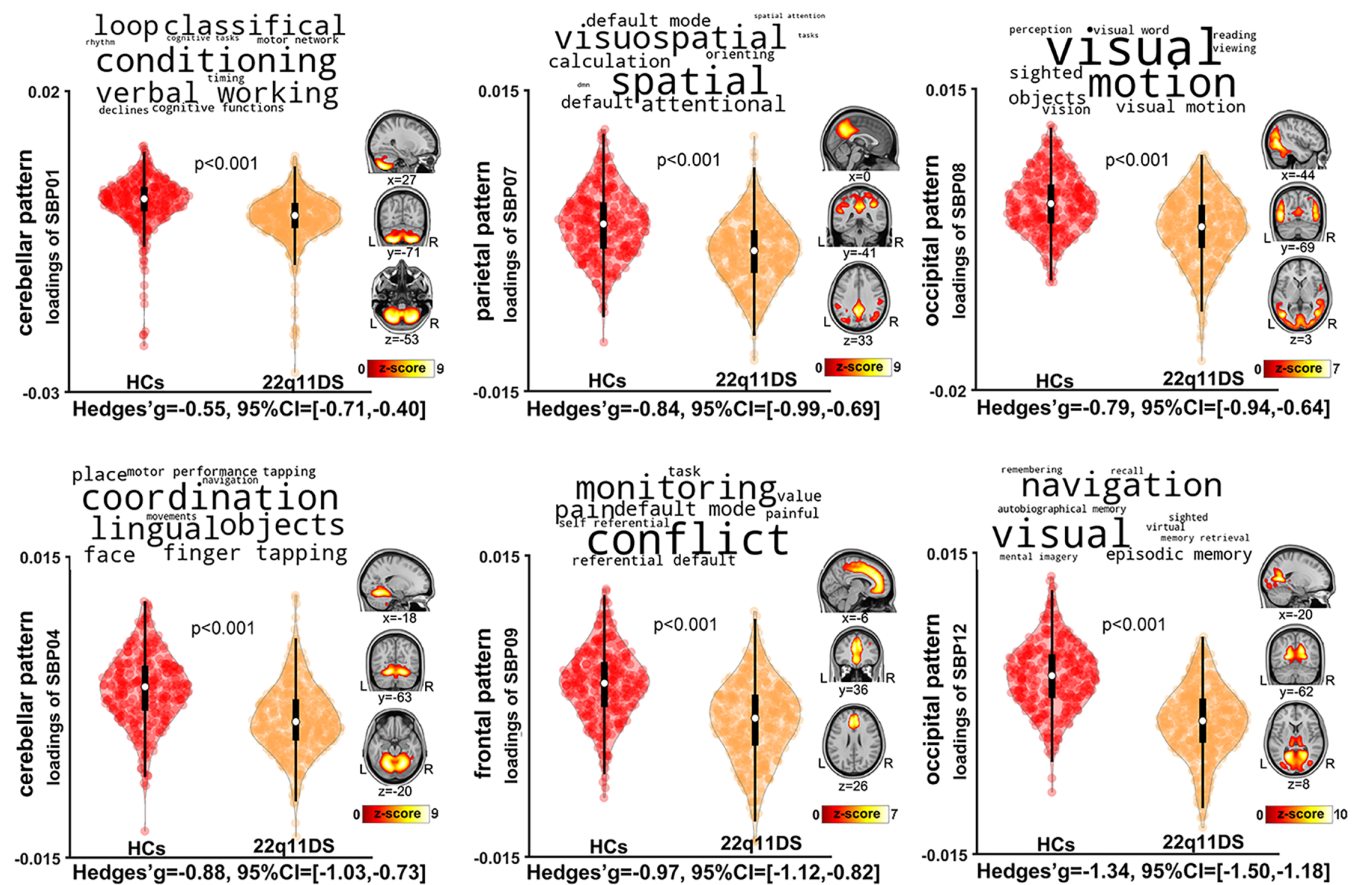 loop classifical
rhythm cognitive tasks motor network
conditioning
timing
verbal working
declines cognitive functions
0.02
cerebellar pattern
loadings of SBP01
p<0.001
x=27
L R
y=-71
L R
z=-53
0 z-score 9
-0.03
HCs 22q11DS
Hedges'g=-0.55, 95%CI=[-0.71,-0.40]
default mode spatial attention
visuospatial tasks
calculation orienting
spatial
dmn
default attentional
0.015
parietal pattern
loadings of SBP07
p<0.001
x=0
L R
y=-41
L R
z=33
0 z-score 9
-0.015
HCs 22q11DS
Hedges'g=-0.84, 95%CI=[-0.99,-0.69]
perception visual word reading
visual viewing
sighted motion
objects visual motion
vision
0.015
occipital pattern
loadings of SBP08
p<0.001
x=-44
L R
y=-69
L R
z=3
0 z-score 7
-0.02
HCs 22q11DS
Hedges'g=-0.79, 95%CI=[-0.94,-0.64]
place motor performance tapping
navigation
coordination
movements
lingual objects
face finger tapping
0.015
cerebellar pattern
loadings of SBP04
p<0.001
x=-18
L R
y=-63
L R
z=-20
0 z-score 9
-0.015
HCs 22q11DS
Hedges'g=-0.88, 95%CI=[-1.03,-0.73]
task
monitoring value
pain default mode painful
self referential
conflict
referential default
0.015
frontal pattern
loadings of SBP09
p<0.001
x=-6
L R
y=36
L R
z=26
0 z-score 7
-0.015
HCs 22q11DS
Hedges'g=-0.97, 95%CI=[-1.12,-0.82]
remembering recall
navigation
autobiographical memory
visual sighted
virtual
memory retrieval
mental imagery episodic memory
0.015
occipital pattern
loadings of SBP12
p<0.001
x=-20
L R
y=-62
L R
z=8
0 z-score 10
-0.015
HCs 22q11DS
Hedges'g=-1.34, 95%CI=[-1.50,-1.18]